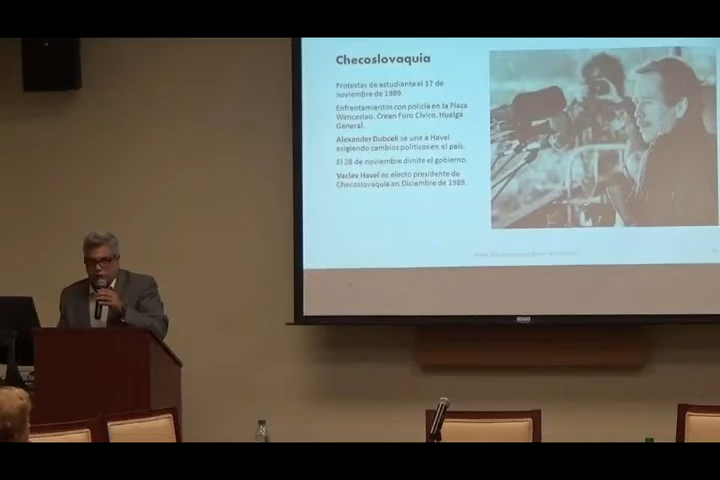 Checoslovaquia
Protestas de estudiante el 17 de
noviembre de 1989.
Enfrentamientos con policía en la Plaza
Wenceslao. Crean Foro Cívico. Huelga
General.
Alexander Dubcek se une a Havel
exigiendo cambios políticos en el país.
El 28 de noviembre dimite el gobierno.
Vaclav Havel es electo presidente de
Checoslovaquia en Diciembre de 1989.